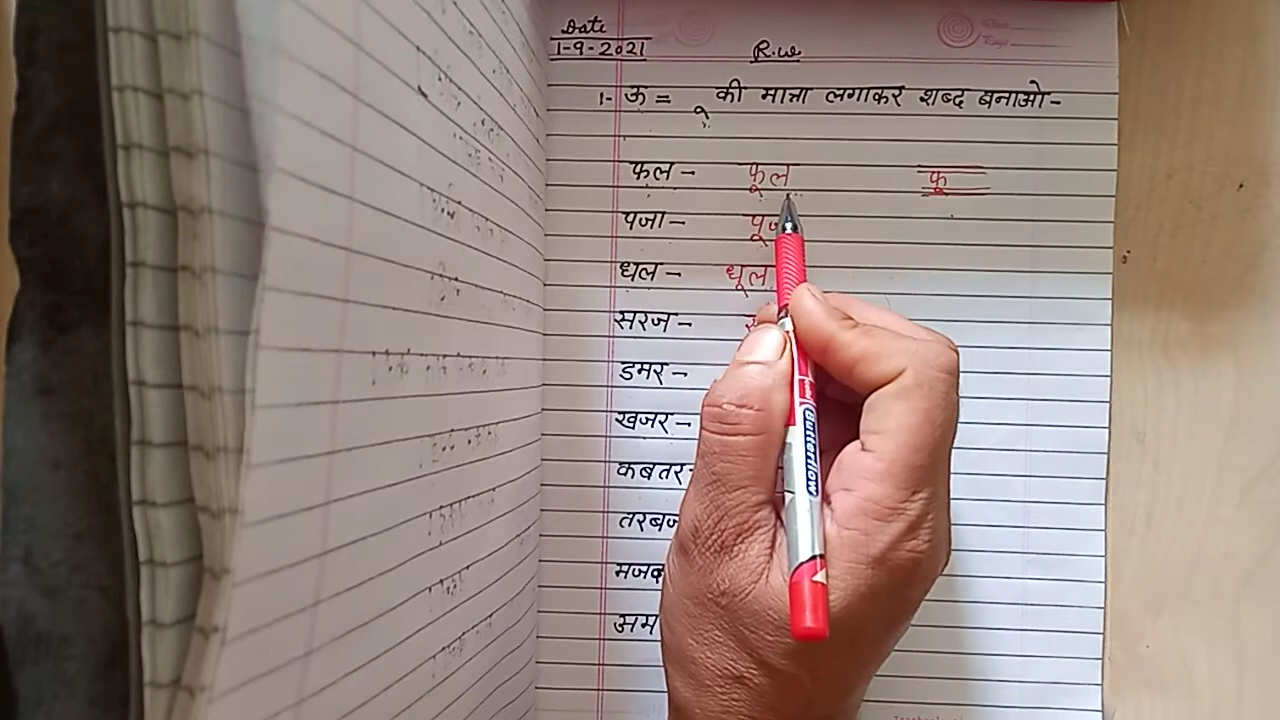 Date
1-9-2021 R.w
1- ऊ = ू की मात्रा लगाकर शब्द बनाओ-
फल - फूल फू
पजा - पूज
धल - धूल
सरज - स
डमर -
खजर -
कबतर-
तरबज
मजद
अम
Butterflow